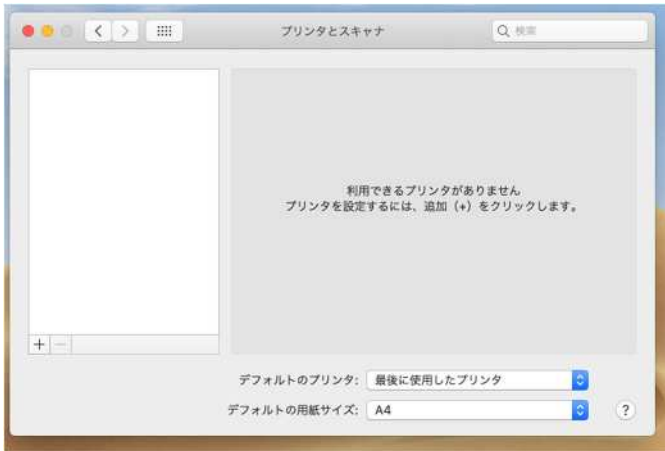 プリンタとスキャナ
検索
利用できるプリンタがありません
プリンタを設定するには、追加（+）をクリックします。
+ −
デフォルトのプリンタ: 最後に使用したプリンタ
デフォルトの用紙サイズ: A4
?